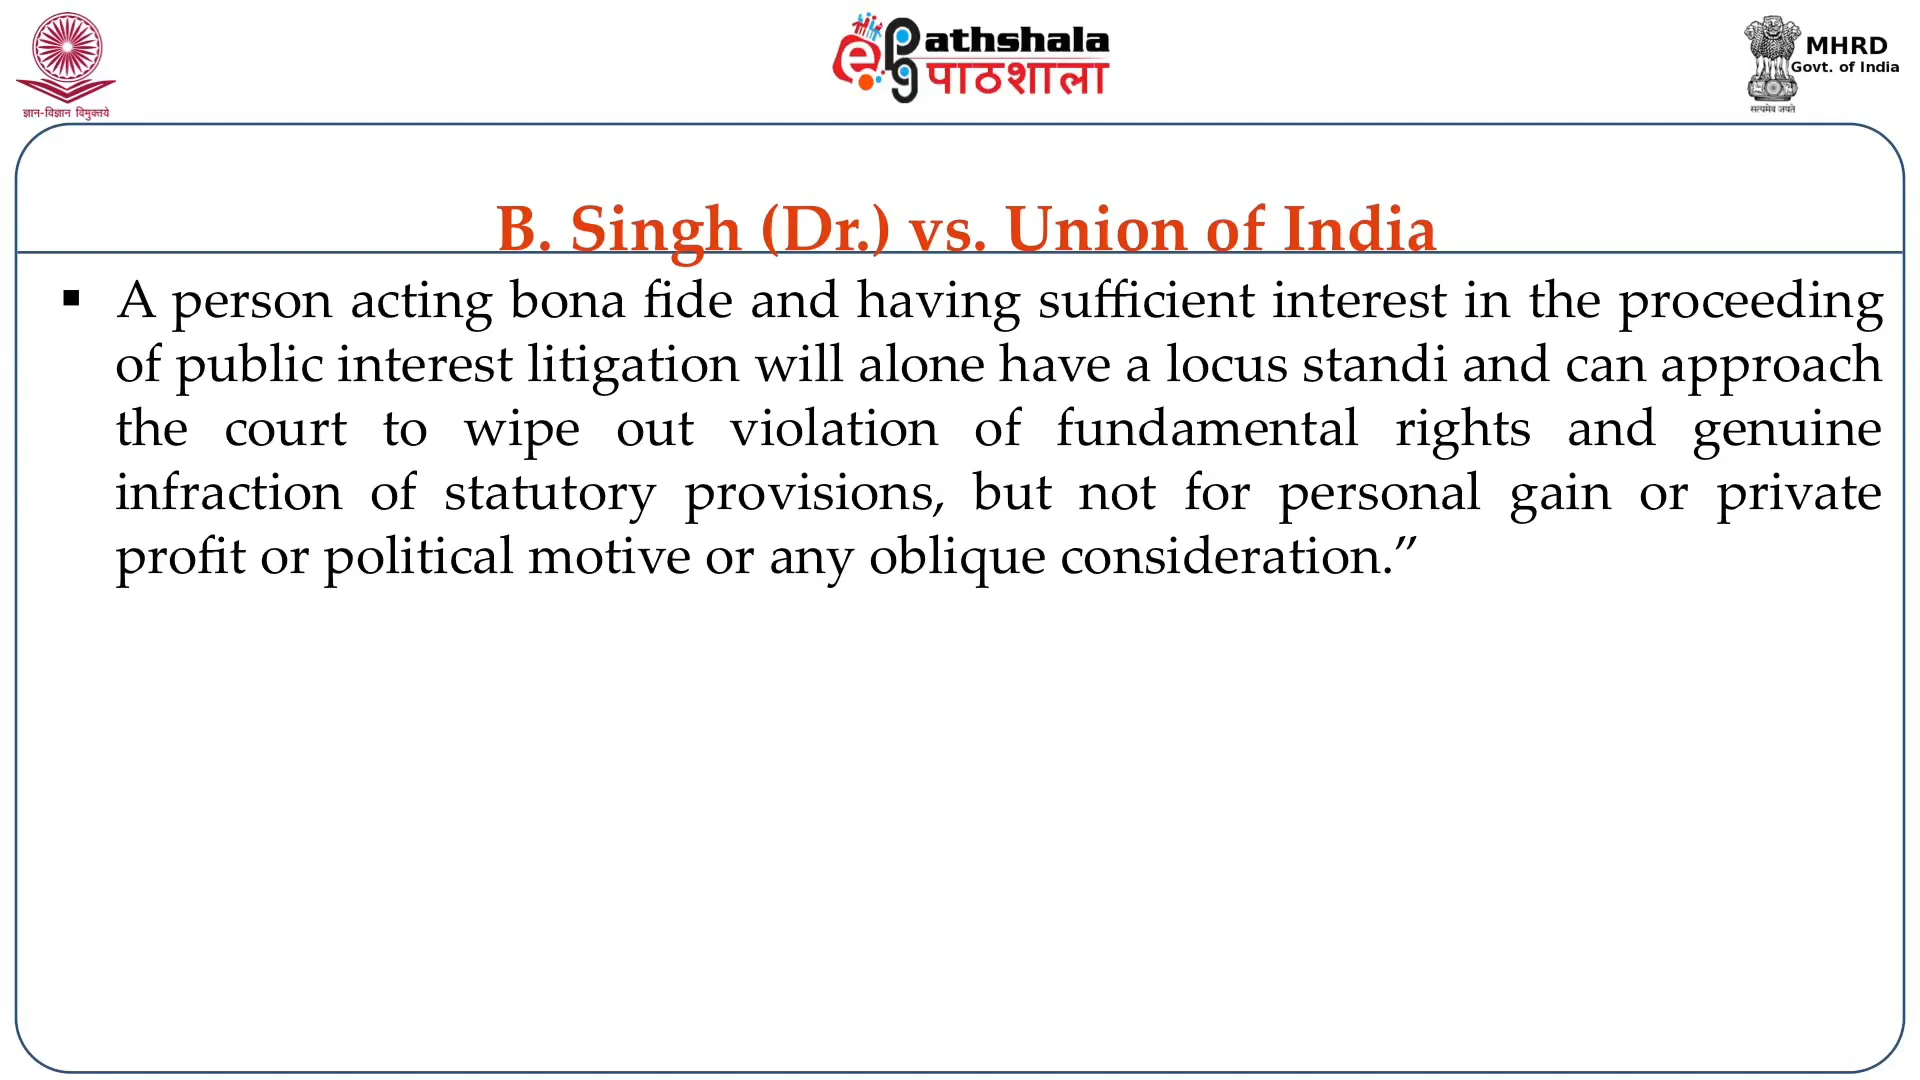 ज्ञान-विज्ञान विमुक्तये
ePg Pathshala
पाठशाला
MHRD
Govt. of India
सत्यमेव जयते
B. Singh (Dr.) vs. Union of India
▪ A person acting bona fide and having sufficient interest in the proceeding
of public interest litigation will alone have a locus standi and can approach
the court to wipe out violation of fundamental rights and genuine
infraction of statutory provisions, but not for personal gain or private
profit or political motive or any oblique consideration.”